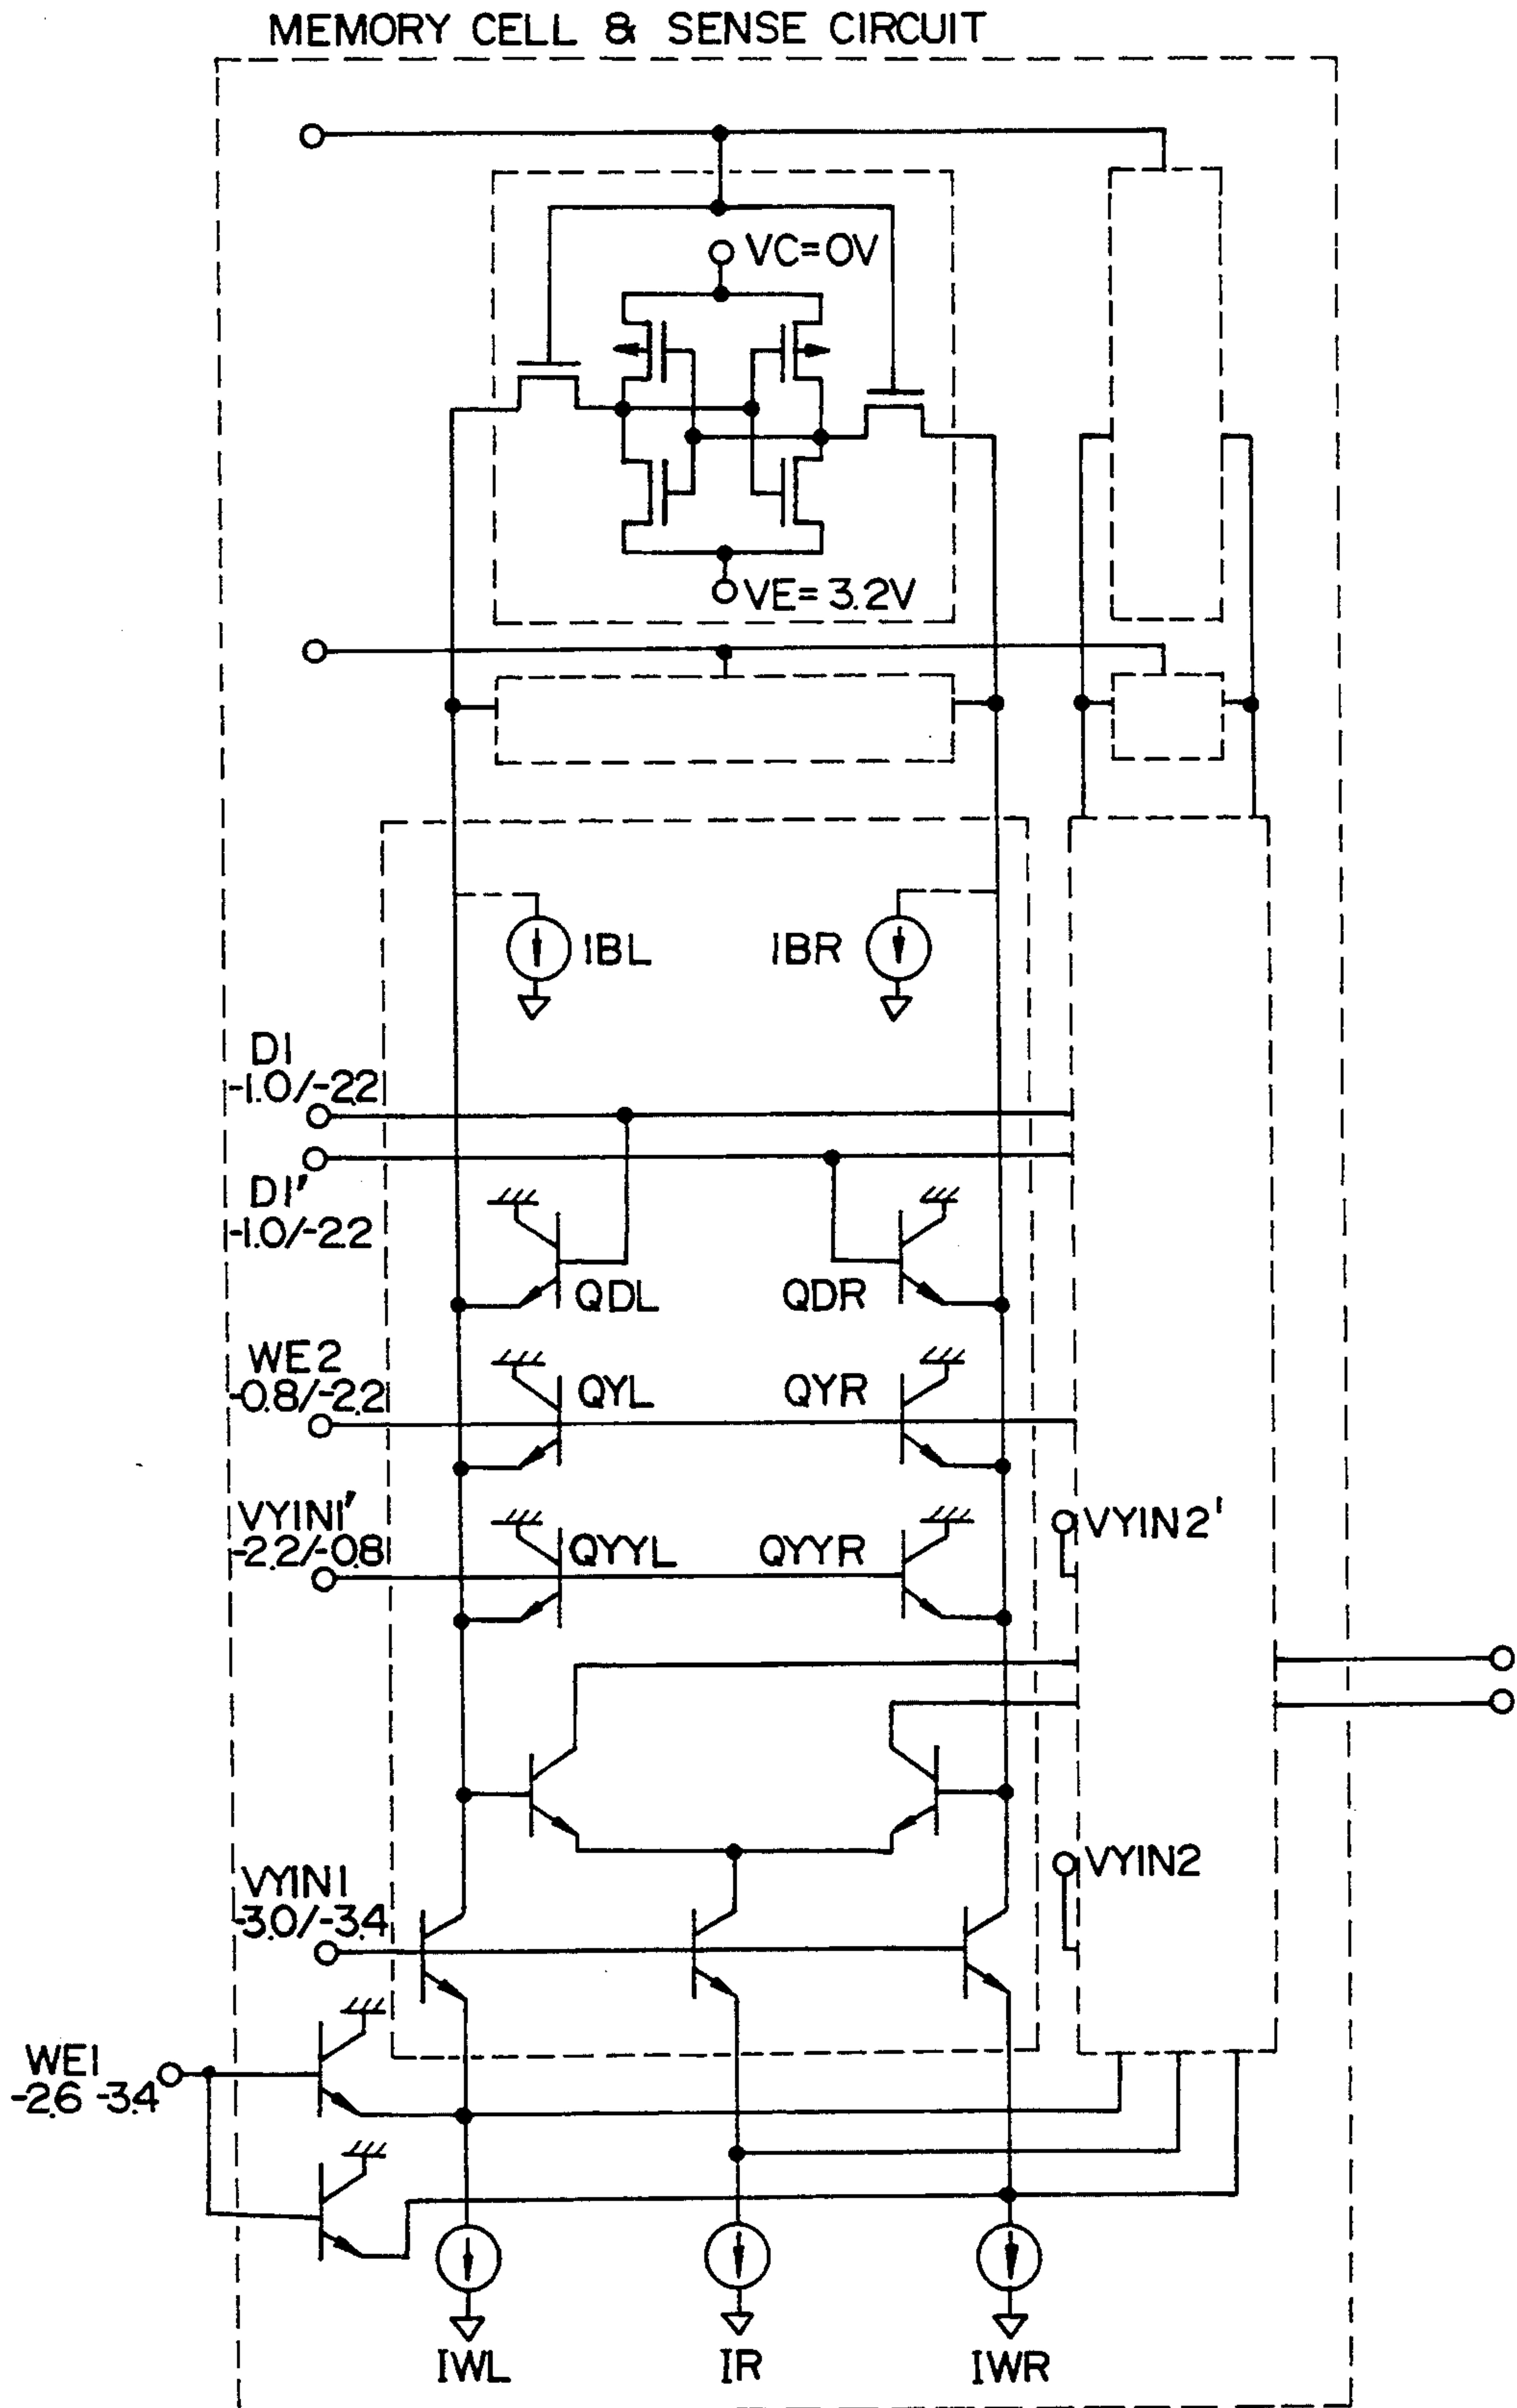 MEMORY CELL & SENSE CIRCUIT
VC=0V
VE=3.2V
IBL
IBR
D1
-1.0/-2.2
D1'
-1.0/-2.2
QDL
QDR
WE2
-0.8/-2.2
QYL
QYR
VYIN1'
-2.2/-0.8
QYYL
QYYR
VYIN2'
VYIN1
-3.0/-3.4
VYIN2
WE1
-2.6 -3.4
IWL
IR
IWR